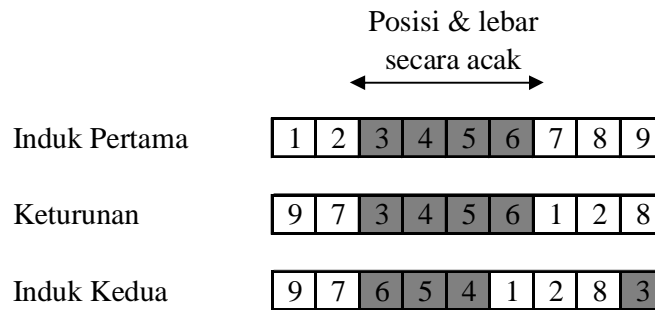 Posisi & lebar
secara acak
Induk Pertama 1 2 3 4 5 6 7 8 9
Keturunan 9 7 3 4 5 6 1 2 8
Induk Kedua 9 7 6 5 4 1 2 8 3